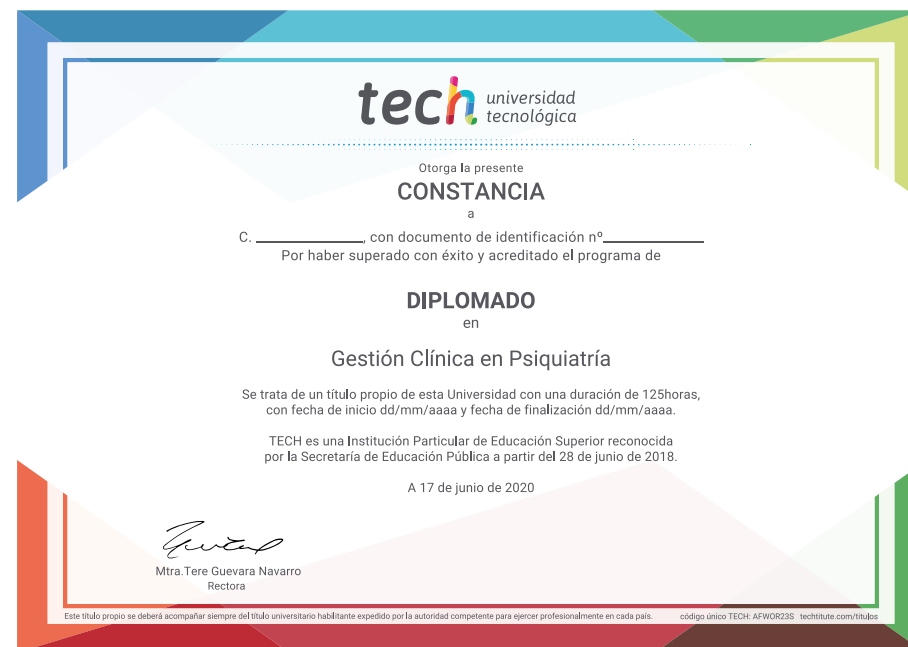 tech universidad
tecnológica
Otorga la presente
CONSTANCIA
a
C. ______________, con documento de identificación nº_____________
Por haber superado con éxito y acreditado el programa de
DIPLOMADO
en
Gestión Clínica en Psiquiatría
Se trata de un título propio de esta Universidad con una duración de 125horas,
con fecha de inicio dd/mm/aaaa y fecha de finalización dd/mm/aaaa.
TECH es una Institución Particular de Educación Superior reconocida
por la Secretaría de Educación Pública a partir del 28 de junio de 2018.
A 17 de junio de 2020
Mtra.Tere Guevara Navarro
Rectora
Este título propio se deberá acompañar siempre del título universitario habilitante expedido por la autoridad competente para ejercer profesionalmente en cada país. código único TECH: AFWOR23S techtitute.com/titulos